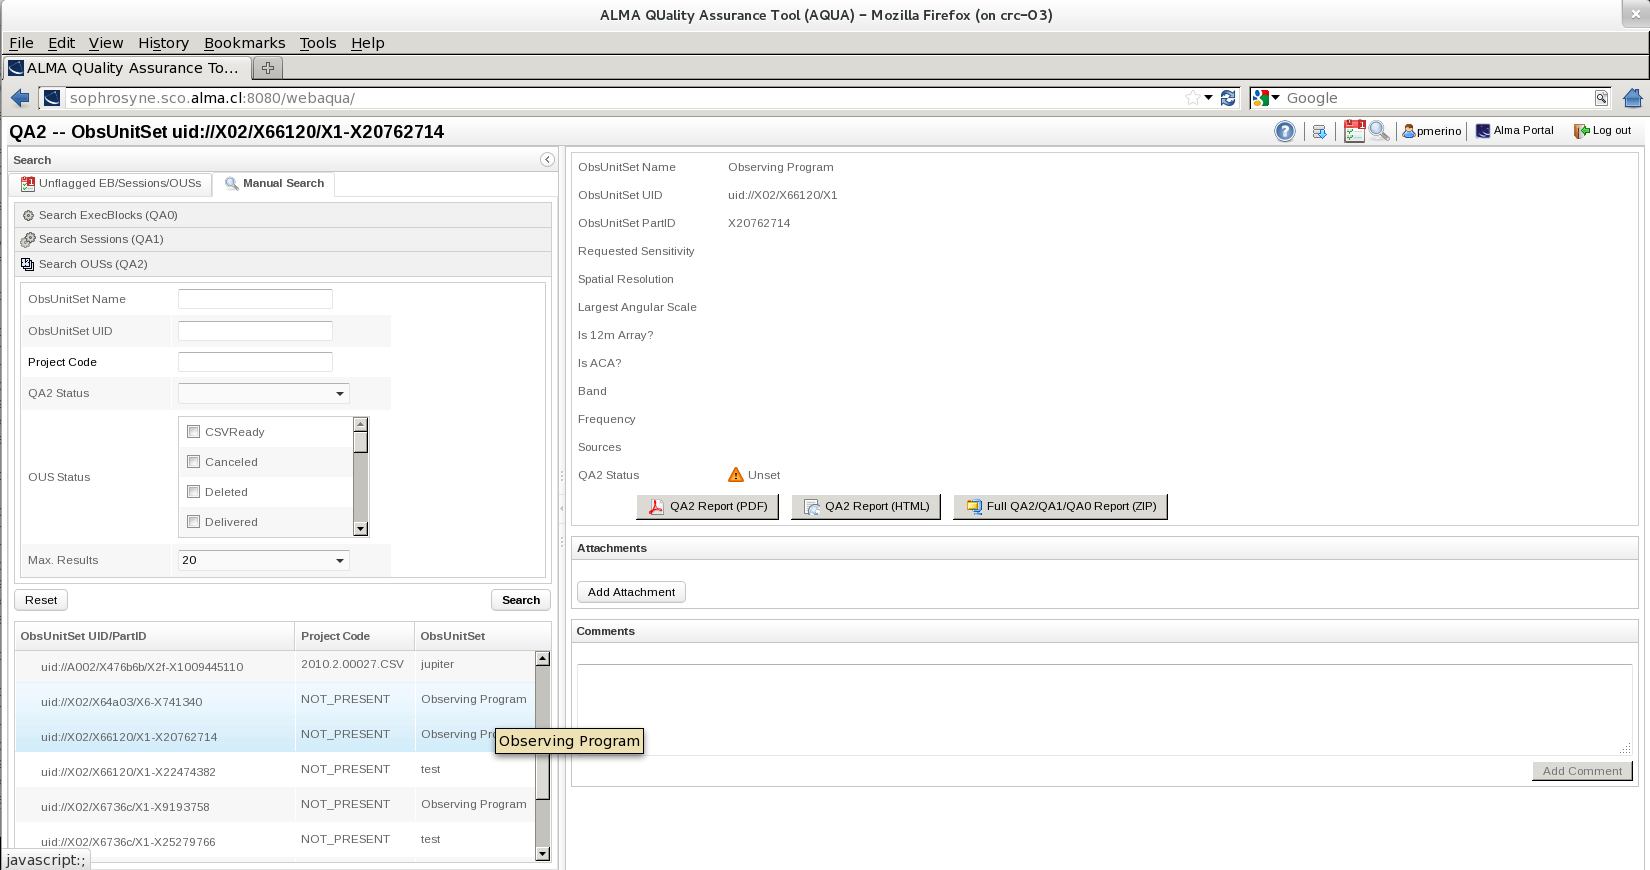 ALMA QUality Assurance Tool (AQUA) - Mozilla Firefox (on crc-03)
File Edit View History Bookmarks Tools Help
ALMA QUality Assurance To...
sophrosyne.sco.alma.cl:8080/webaqua/
Google
QA2 -- ObsUnitSet uid://X02/X66120/X1-X20762714
pmerino
Alma Portal
Log out
Search
Unflagged EB/Sessions/OUSs
Manual Search
Search ExecBlocks (QA0)
Search Sessions (QA1)
Search OUSs (QA2)
ObsUnitSet Name
ObsUnitSet UID
Project Code
QA2 Status
OUS Status
CSVReady
Canceled
Deleted
Delivered
Max. Results 20
Reset
Search
ObsUnitSet UID/PartID Project Code ObsUnitSet
uid://A002/X476b6b/X2f-X1009445110 2010.2.00027.CSV jupiter
uid://X02/X64a03/X6-X741340 NOT_PRESENT Observing Program
uid://X02/X66120/X1-X20762714 NOT_PRESENT Observing Pro
Observing Program
uid://X02/X66120/X1-X22474382 NOT_PRESENT test
uid://X02/X6736c/X1-X9193758 NOT_PRESENT Observing Program
uid://X02/X6736c/X1-X25279766 NOT_PRESENT test
javascript:;
ObsUnitSet Name Observing Program
ObsUnitSet UID uid://X02/X66120/X1
ObsUnitSet PartID X20762714
Requested Sensitivity
Spatial Resolution
Largest Angular Scale
Is 12m Array?
Is ACA?
Band
Frequency
Sources
QA2 Status Unset
QA2 Report (PDF)
QA2 Report (HTML)
Full QA2/QA1/QA0 Report (ZIP)
Attachments
Add Attachment
Comments
Add Comment